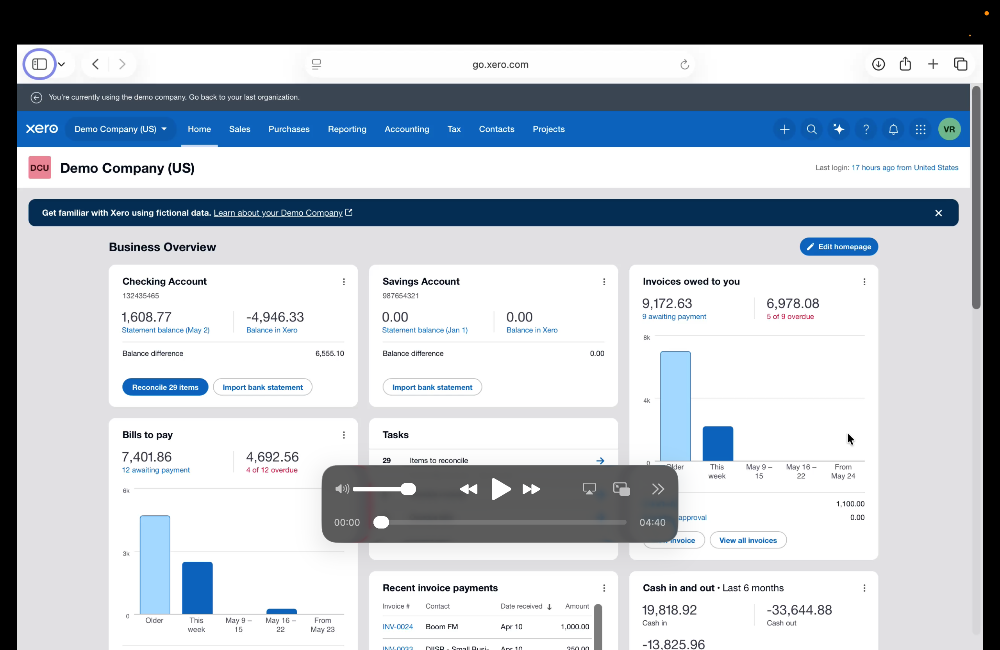 go.xero.com
You’re currently using the demo company. Go back to your last organization.
xero Demo Company (US) Home Sales Purchases Reporting Accounting Tax Contacts Projects ? VR
DCU Demo Company (US) Last login: 17 hours ago from United States
Get familiar with Xero using fictional data. Learn about your Demo Company
Business Overview
Edit homepage
Checking Account
132435465
1,608.77 -4,946.33
Statement balance (May 2) Balance in Xero
Balance difference 6,555.10
Reconcile 29 items Import bank statement
Savings Account
987654321
0.00 0.00
Statement balance (Jan 1) Balance in Xero
Balance difference 0.00
Import bank statement
Invoices owed to you
9,172.63 6,978.08
9 awaiting payment 5 of 9 overdue
8k
4k
0
Older This May 9 – May 16 – From
week 15 22 May 24
1,100.00
approval 0.00
invoice View all invoices
Bills to pay
7,401.86 4,692.56
12 awaiting payment 4 of 12 overdue
6k
3k
0
Older This May 9 – May 16 – From
week 15 22 May 23
Tasks
29 Items to reconcile
00:00 04:40
Recent invoice payments
Invoice # Contact Date received Amount
INV-0024 Boom FM Apr 10 1,000.00
INV-0033 DIISR - Small Busi- Apr 10 250.00
Cash in and out • Last 6 months
19,818.92 -33,644.88
Cash in Cash out
-13,825.96